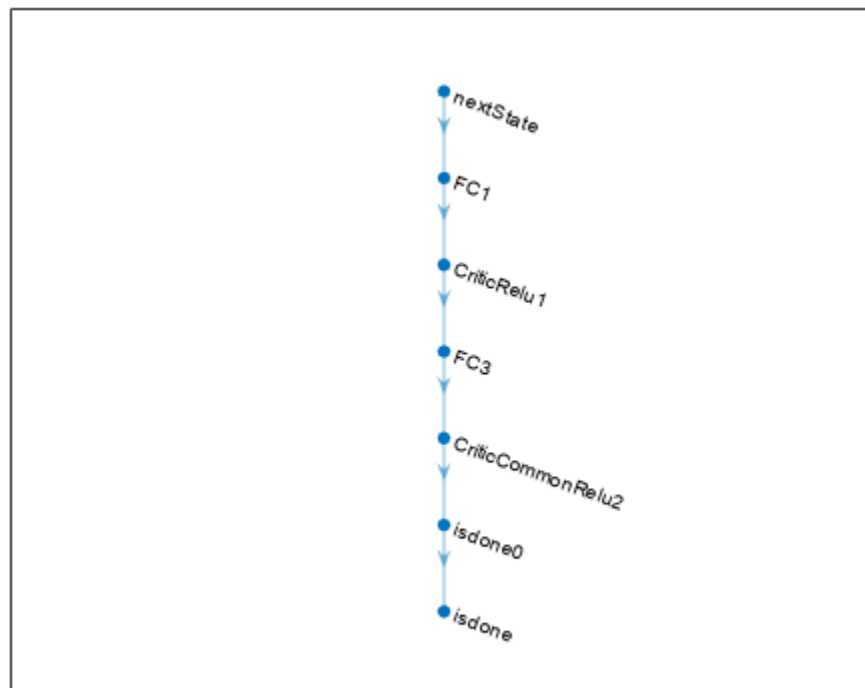 nextState
FC1
CriticRelu1
FC3
CriticCommonRelu2
isdone0
isdone